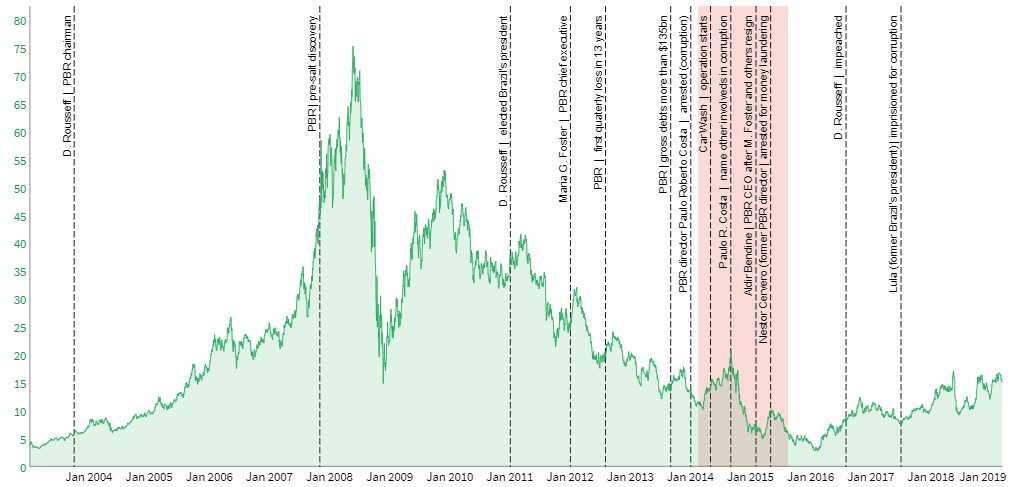 80
75
70
65
60
55
50
45
40
35
30
25
20
15
10
5
0
D. Rousseff | PBR chairman
PBR | pre-salt discovery
D. Rousseff | elected Brazil's president
Maria G. Foster | PBR chief executive
PBR | first quaterly loss in 13 years
PBR | gross debts more than $135bn
PBR director Paulo Roberto Costa | arrested (corruption)
CarWash | operation starts
Paulo R. Costa | name other involveds in corruption
Aldir Bendine | PBR CEO after M. Foster and others resign
Nestor Cervero (former PBR director | arrested for money landering
D. Rousseff | impeached
Lula (former Brazil's president) | imprisioned for corruption
Jan 2004 Jan 2005 Jan 2006 Jan 2007 Jan 2008 Jan 2009 Jan 2010 Jan 2011 Jan 2012 Jan 2013 Jan 2014 Jan 2015 Jan 2016 Jan 2017 Jan 2018 Jan 2019